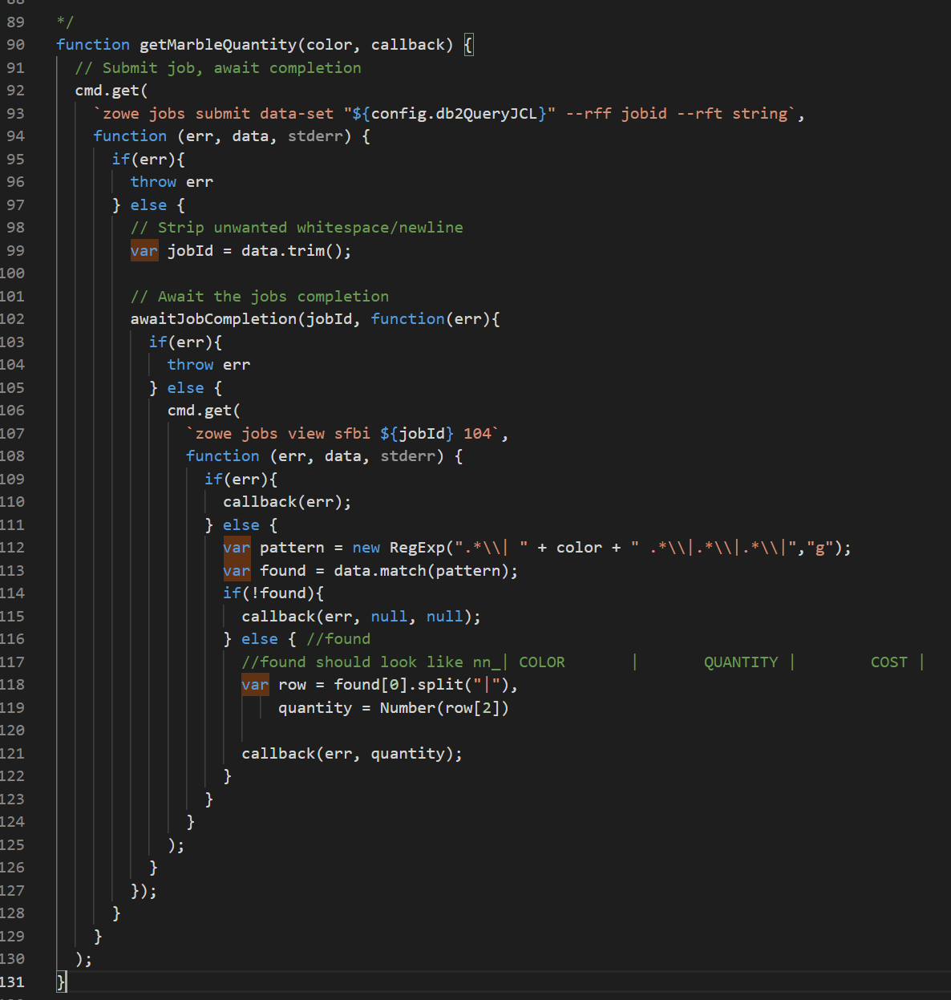 89 */
90 function getMarbleQuantity(color, callback) {
91 // Submit job, await completion
92 cmd.get(
93 `zowe jobs submit data-set "${config.db2QueryJCL}" --rff jobid --rft string`,
94 function (err, data, stderr) {
95 if(err){
96 throw err
97 } else {
98 // Strip unwanted whitespace/newline
99 var jobId = data.trim();
100
101 // Await the jobs completion
102 awaitJobCompletion(jobId, function(err){
103 if(err){
104 throw err
105 } else {
106 cmd.get(
107 `zowe jobs view sfbi ${jobId} 104`,
108 function (err, data, stderr) {
109 if(err){
110 callback(err);
111 } else {
112 var pattern = new RegExp(".*\\| " + color + " .*\\|.*\\|.*\\|","g");
113 var found = data.match(pattern);
114 if(!found){
115 callback(err, null, null);
116 } else { //found
117 //found should look like nn_| COLOR       |       QUANTITY |        COST |
118 var row = found[0].split("|"),
119 quantity = Number(row[2])
120
121 callback(err, quantity);
122 }
123 }
124 }
125 );
126 }
127 });
128 }
129 }
130 );
131 }